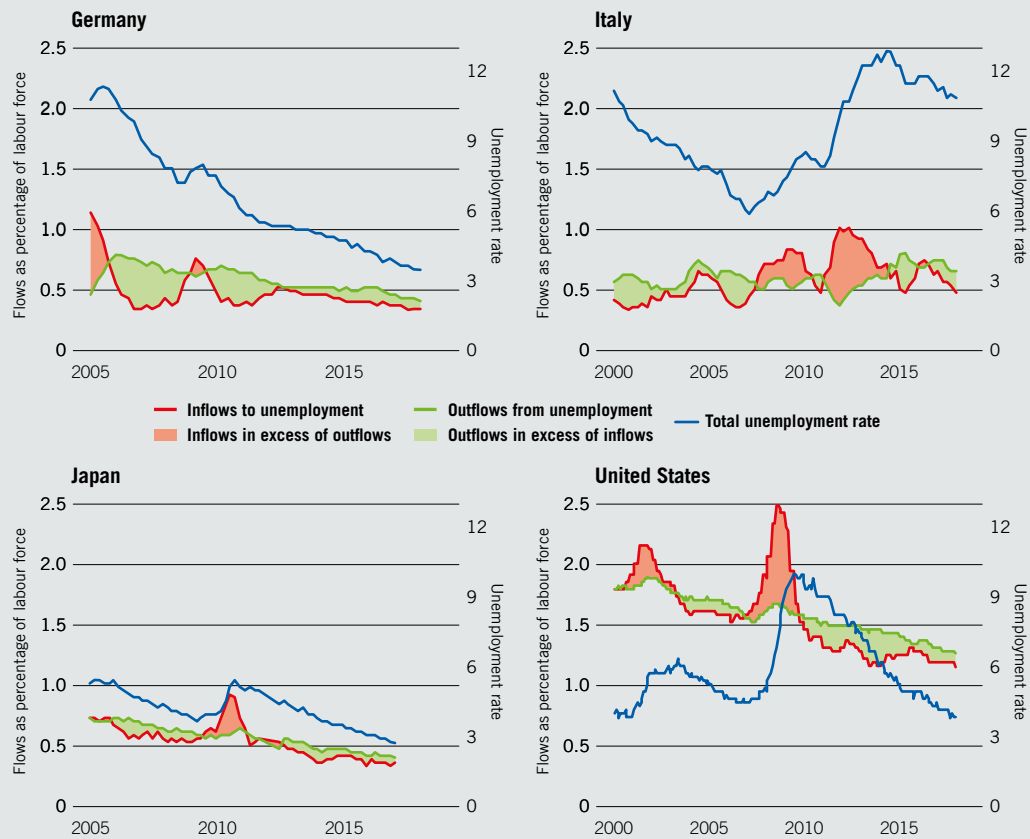 Germany
Flows as percentage of labour force
2.5
2.0
1.5
1.0
0.5
0
12
9
6
3
0
Unemployment rate
2005 2010 2015
Italy
Flows as percentage of labour force
2.5
2.0
1.5
1.0
0.5
0
12
9
6
3
0
Unemployment rate
2000 2005 2010 2015
Inflows to unemployment
Outflows from unemployment
Total unemployment rate
Inflows in excess of outflows
Outflows in excess of inflows
Japan
Flows as percentage of labour force
2.5
2.0
1.5
1.0
0.5
0
12
9
6
3
0
Unemployment rate
2005 2010 2015
United States
Flows as percentage of labour force
2.5
2.0
1.5
1.0
0.5
0
12
9
6
3
0
Unemployment rate
2000 2005 2010 2015